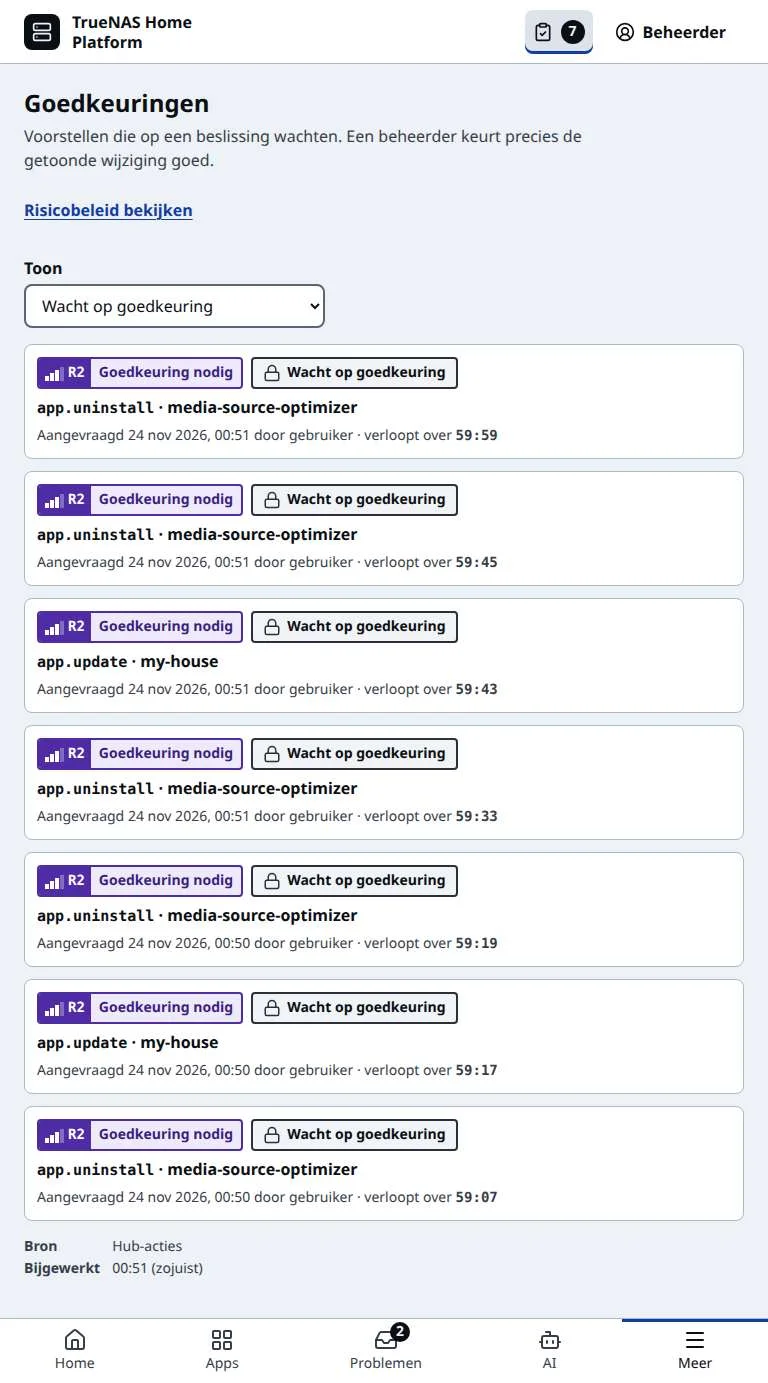 TrueNAS Home
Platform
7
Beheerder
Goedkeuringen
Voorstellen die op een beslissing wachten. Een beheerder keurt precies de
getoonde wijziging goed.
Risicobeleid bekijken
Toon
Wacht op goedkeuring
R2 Goedkeuring nodig Wacht op goedkeuring
app.uninstall · media-source-optimizer
Aangevraagd 24 nov 2026, 00:51 door gebruiker · verloopt over 59:59
R2 Goedkeuring nodig Wacht op goedkeuring
app.uninstall · media-source-optimizer
Aangevraagd 24 nov 2026, 00:51 door gebruiker · verloopt over 59:45
R2 Goedkeuring nodig Wacht op goedkeuring
app.update · my-house
Aangevraagd 24 nov 2026, 00:51 door gebruiker · verloopt over 59:43
R2 Goedkeuring nodig Wacht op goedkeuring
app.uninstall · media-source-optimizer
Aangevraagd 24 nov 2026, 00:51 door gebruiker · verloopt over 59:33
R2 Goedkeuring nodig Wacht op goedkeuring
app.uninstall · media-source-optimizer
Aangevraagd 24 nov 2026, 00:50 door gebruiker · verloopt over 59:19
R2 Goedkeuring nodig Wacht op goedkeuring
app.update · my-house
Aangevraagd 24 nov 2026, 00:50 door gebruiker · verloopt over 59:17
R2 Goedkeuring nodig Wacht op goedkeuring
app.uninstall · media-source-optimizer
Aangevraagd 24 nov 2026, 00:50 door gebruiker · verloopt over 59:07
Bron Hub-acties
Bijgewerkt 00:51 (zojuist)
2
Home Apps Problemen AI Meer